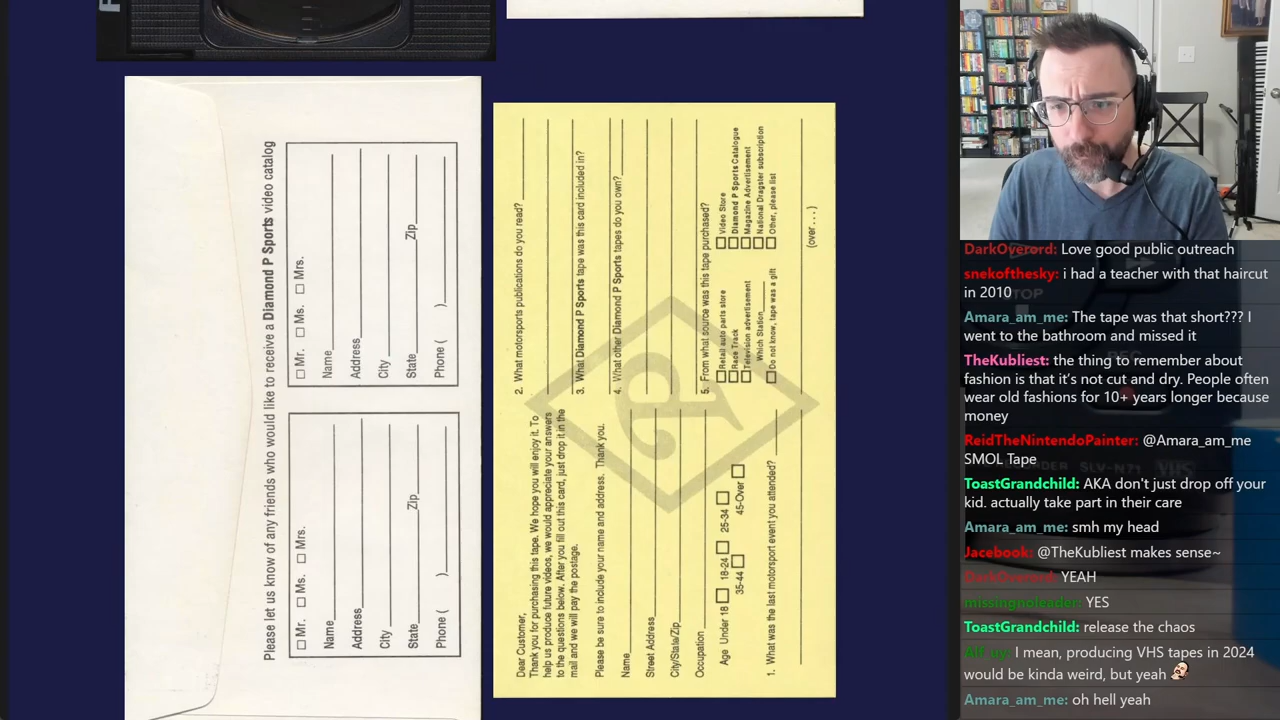 Please let us know of any friends who would like to receive a Diamond P Sports video catalog
Mr. Ms. Mrs.
Name
Address
City
State Zip
Phone ( )
Mr. Ms. Mrs.
Name
Address
City
State Zip
Phone ( )
Dear Customer,
Thank you for purchasing this tape. We hope you will enjoy it. To
help us produce future videos, we would appreciate your answers
to the questions below. After you fill out this card, just drop it in the
mail and we will pay the postage.
Please be sure to include your name and address. Thank you.
Name
Street Address
City/State/Zip
Occupation
Age Under 18 18-24 25-34
35-44 45-Over
1. What was the last motorsport event you attended?
2. What motorsports publications do you read?
3. What Diamond P Sports tape was this card included in?
4. What other Diamond P Sports tapes do you own?
5. From what source was this tape purchased?
Retail auto parts store
Race Track
Television advertisement
Which Station
Do not know, tape was a gift
Video Store
Diamond P Sports Catalogue
Magazine Advertisement
National Dragster subscription
Other, please list
(over . . .)
DarkOverord: Love good public outreach
snekofthesky: i had a teacher with that haircut
in 2010
Amara_am_me: The tape was that short??? I
went to the bathroom and missed it
TheKubliest: the thing to remember about
fashion is that it's not cut and dry. People often
wear old fashions for 10+ years longer because
money
ReidTheNintendoPainter: @Amara_am_me
SMOL Tape
ToastGrandchild: AKA don't just drop off your
kid. actually take part in their care
Amara_am_me: smh my head
Jacebook: @TheKubliest makes sense~
DarkOverord: YEAH
missingnoleader: YES
ToastGrandchild: release the chaos
I mean, producing VHS tapes in 2024
would be kinda weird, but yeah
Amara_am_me: oh hell yeah
SLV-N71 VHS